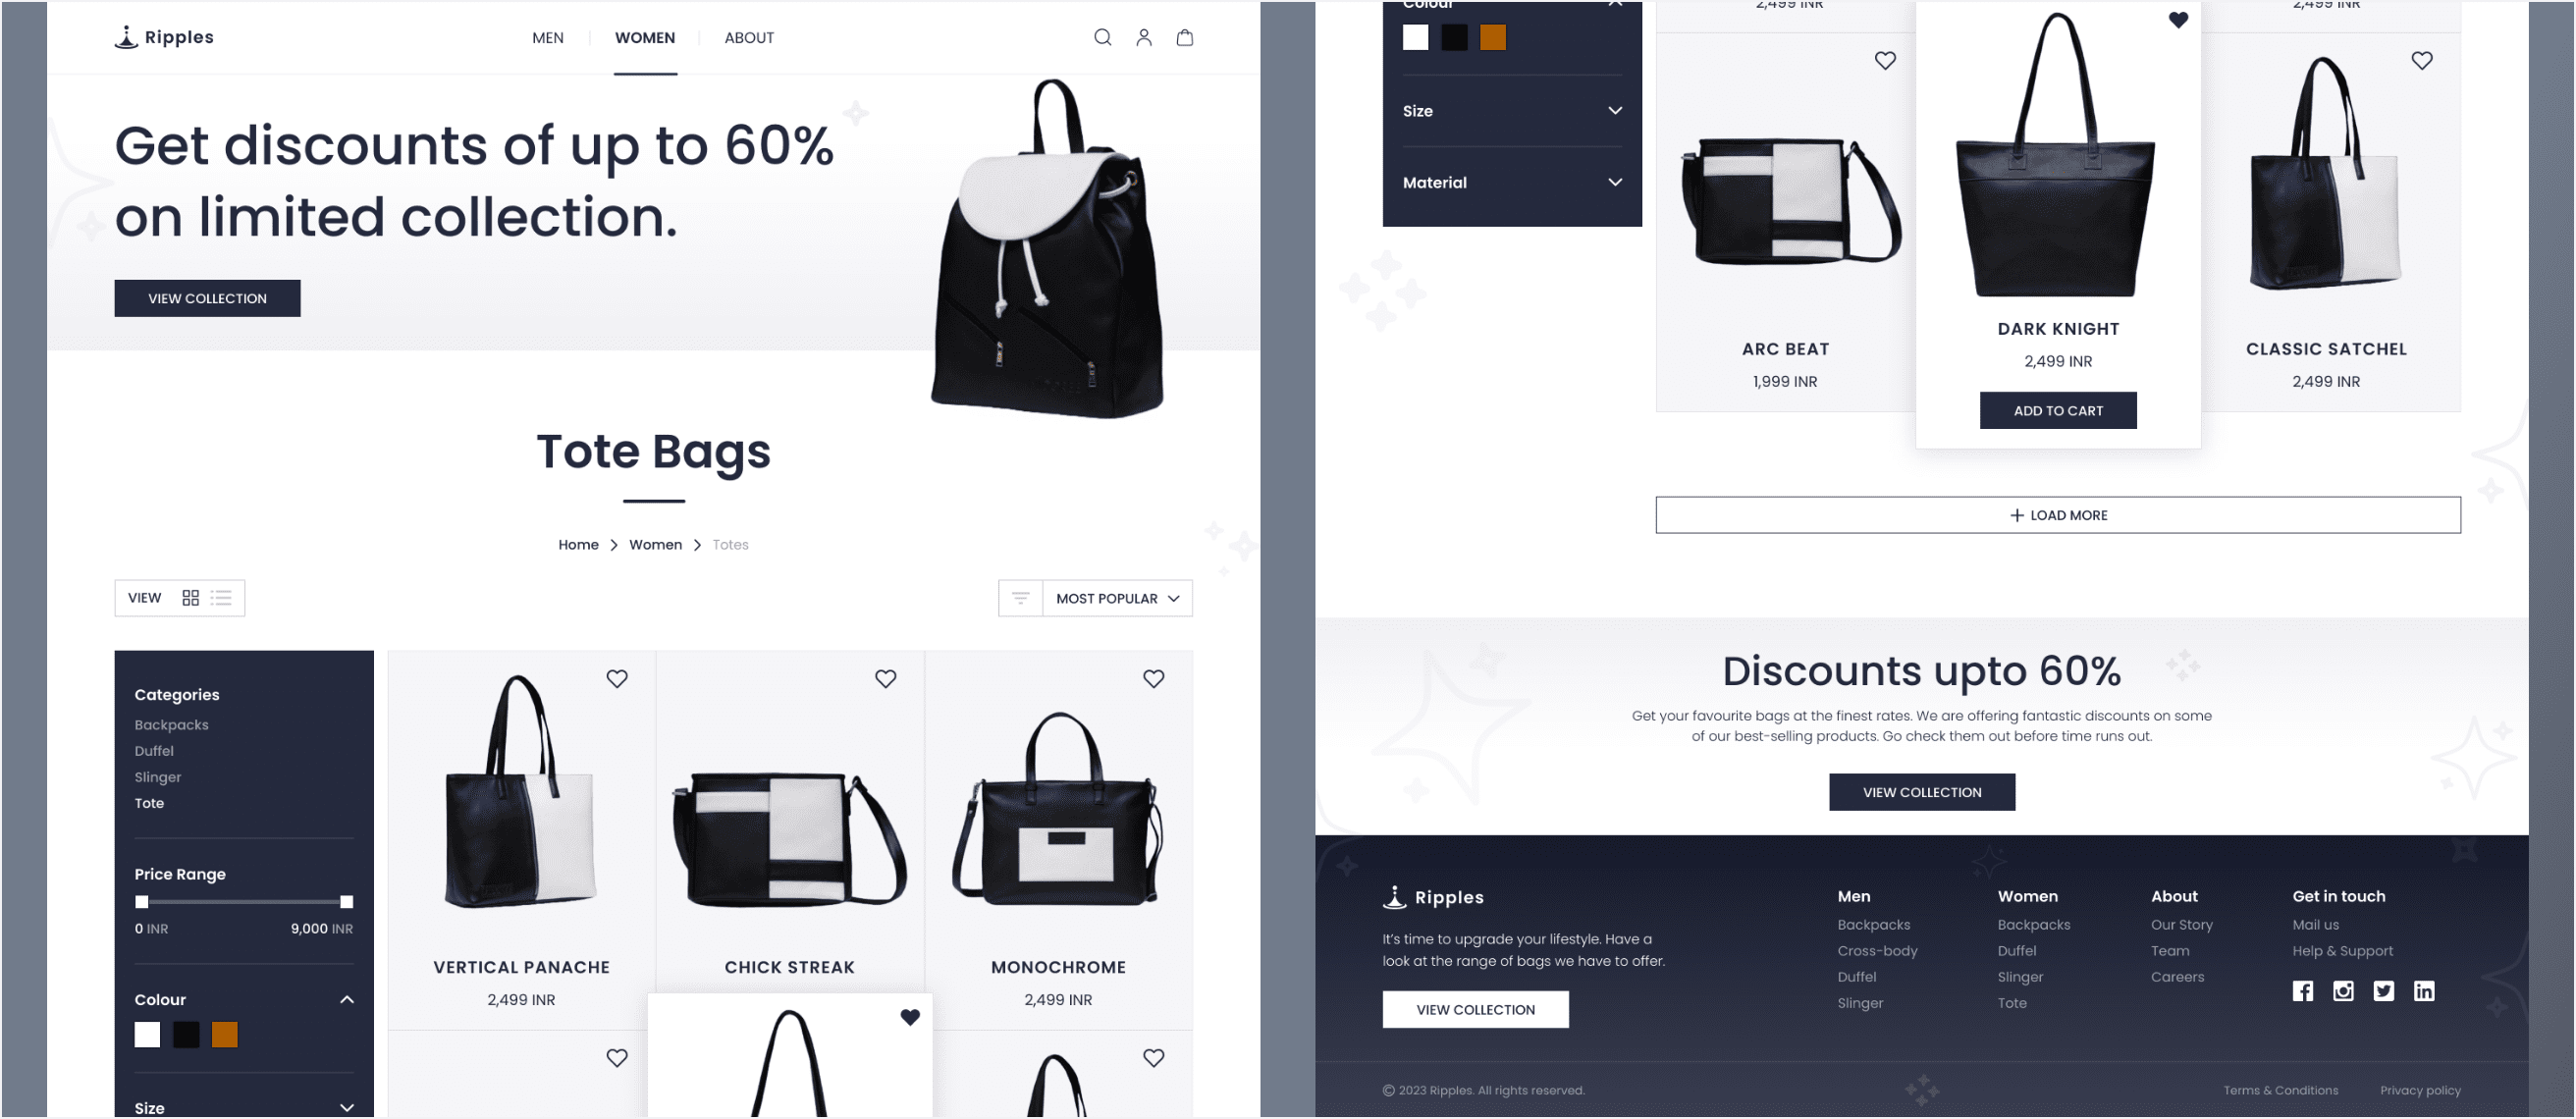 Ripples
MEN
WOMEN
ABOUT
Get discounts of up to 60%
on limited collection.
VIEW COLLECTION
Tote Bags
Home > Women > Totes
VIEW
MOST POPULAR
Categories
Backpacks
Duffel
Slinger
Tote
Price Range
0 INR
9,000 INR
Colour
Size
VERTICAL PANACHE
2,499 INR
CHICK STREAK
MONOCHROME
2,499 INR
Colour
Size
Material
2,499 INR
2,499 INR
ARC BEAT
1,999 INR
DARK KNIGHT
2,499 INR
ADD TO CART
CLASSIC SATCHEL
2,499 INR
+ LOAD MORE
Discounts upto 60%
Get your favourite bags at the finest rates. We are offering fantastic discounts on some
of our best-selling products. Go check them out before time runs out.
VIEW COLLECTION
Ripples
It's time to upgrade your lifestyle. Have a
look at the range of bags we have to offer.
VIEW COLLECTION
Men
Backpacks
Cross-body
Duffel
Slinger
Women
Backpacks
Duffel
Slinger
Tote
About
Our Story
Team
Careers
Get in touch
Mail us
Help & Support
© 2023 Ripples. All rights reserved.
Terms & Conditions
Privacy policy